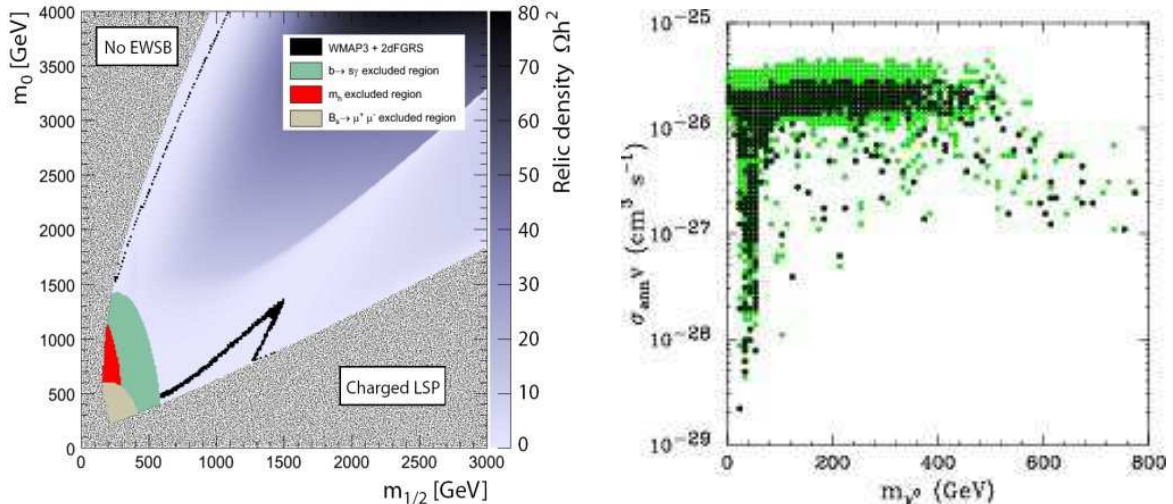 m0 [GeV]
4000
3500
3000
2500
2000
1500
1000
500
0
No EWSB
WMAP3 + 2dFGRS
b→ sγ excluded region
mh excluded region
Bs→ μ+ μ- excluded region
Charged LSP
0 500 1000 1500 2000 2500 3000
m1/2 [GeV]
80
70
60
50
40
30
20
10
0
Relic density Ωh2
σann v (cm3 s−1)
10−25
10−26
10−27
10−28
10−29
0 200 400 600 800
mχ0 (GeV)